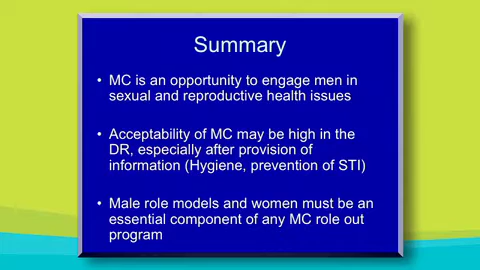 Summary
• MC is an opportunity to engage men in
sexual and reproductive health issues
• Acceptability of MC may be high in the
DR, especially after provision of
information (Hygiene, prevention of STI)
• Male role models and women must be an
essential component of any MC role out
program